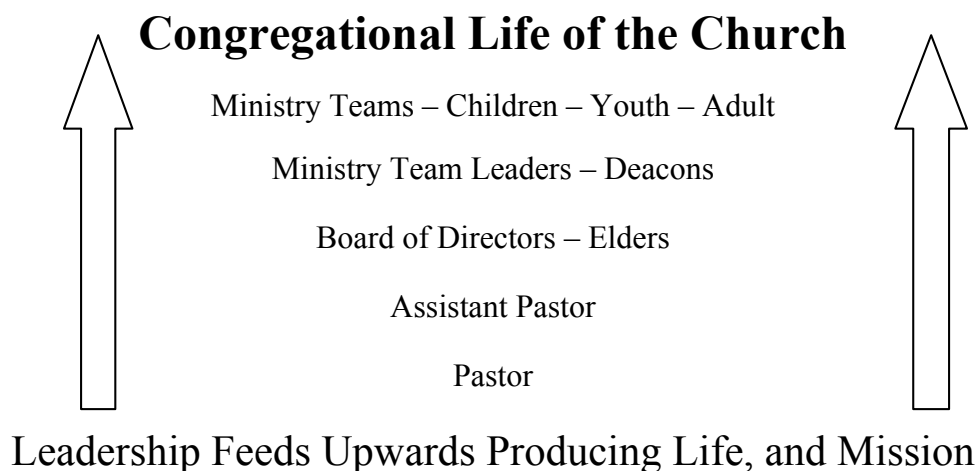 Congregational Life of the Church
Ministry Teams – Children – Youth – Adult
Ministry Team Leaders – Deacons
Board of Directors – Elders
Assistant Pastor
Pastor
Leadership Feeds Upwards Producing Life, and Mission